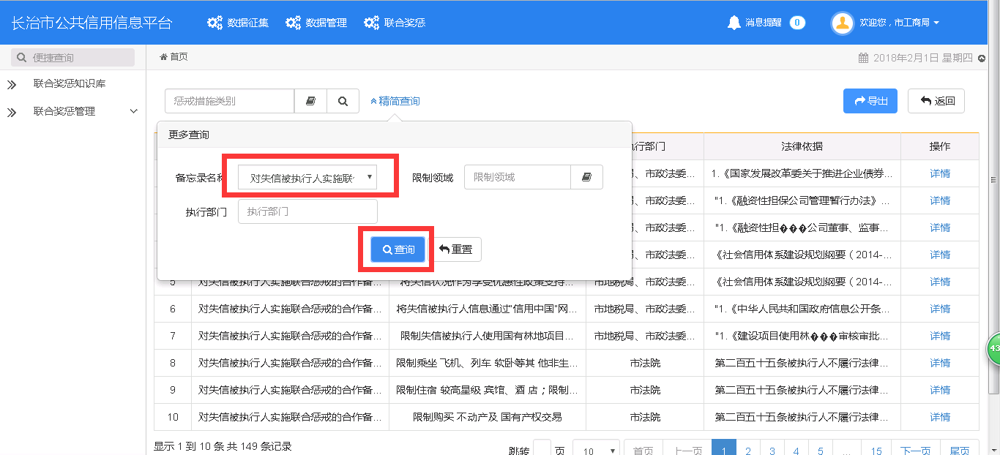 长治市公共信用信息平台 数据征集 数据管理 联合奖惩 消息提醒 0 欢迎您，市工商局
便捷查询 首页 2018年2月1日 星期四
联合奖惩知识库
联合奖惩管理
惩戒措施类别 精简查询 导出 返回
更多查询
行部门 法律依据 操作
备忘录名称 对失信被执行人实施联合 限制领域 限制领域
局、市政法委... 1.《国家发展改革委关于推进企业债券... 详情
局、市政法委... "1.《融资性担保公司管理暂行办法》... 详情
执行部门 执行部门
局、市政法委... "1.《融资性担���公司董事、监事... 详情
查询 重置
局、市政法委... 《社会信用体系建设规划纲要（2014-... 详情
5 对失信被执行人实施联合惩戒的合作备... 将失信状况作为享受优惠性政策支持... 市地税局、市政法委... 《社会信用体系建设规划纲要（2014-... 详情
6 对失信被执行人实施联合惩戒的合作备... 将失信被执行人信息通过"信用中国"网... 市地税局、市政法委... "1.《中华人民共和国政府信息公开条... 详情
7 对失信被执行人实施联合惩戒的合作备... 限制失信被执行人使用国有林地项目... 市地税局、市政法委... "1.《建设项目使用林���审核审批... 详情
8 对失信被执行人实施联合惩戒的合作备... 限制乘坐 飞机、列车 软卧等其 他非生... 市法院 第二百五十五条被执行人不履行法律... 详情
9 对失信被执行人实施联合惩戒的合作备... 限制住宿 较高星级 宾馆、酒 店；限制... 市法院 第二百五十五条被执行人不履行法律... 详情
10 对失信被执行人实施联合惩戒的合作备... 限制购买 不动产及 国有产权交易 市法院 第二百五十五条被执行人不履行法律... 详情
43
显示 1 到 10 条 共 149 条记录
跳转 页 10 首页 上一页 1 2 3 4 5 ... 15 下一页 尾页